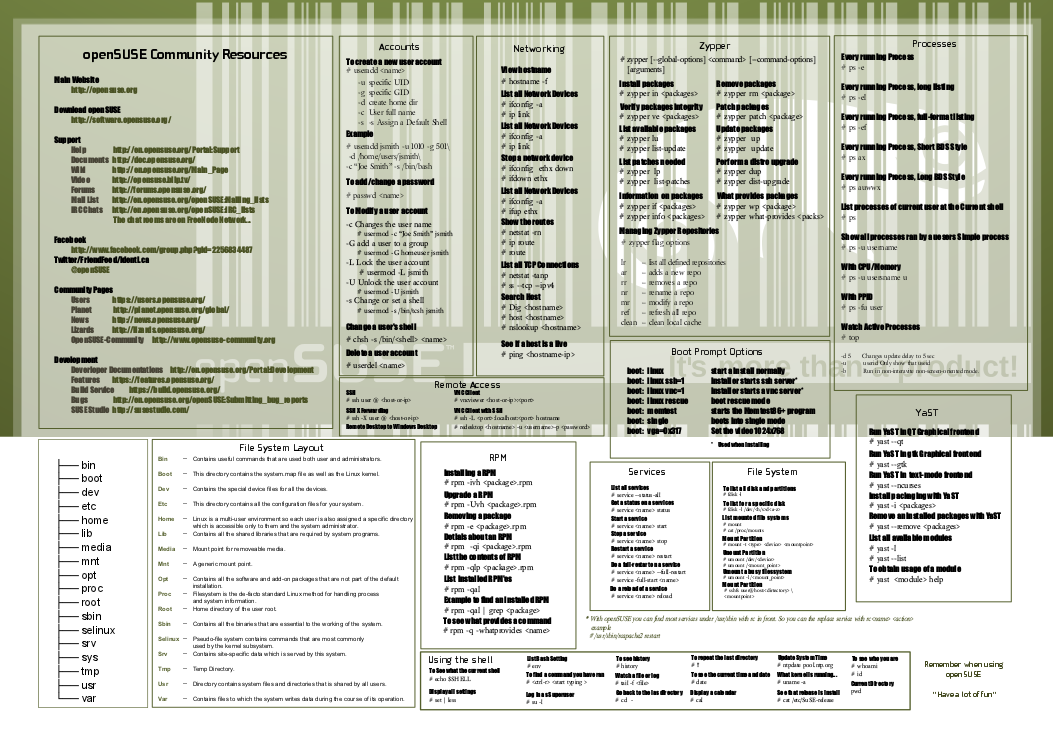 openSUSE Community Resources
Main Website
http://opensuse.org
Download openSUSE
http://software.opensuse.org/
Support
Help http://en.opensuse.org/Portal:Support
Documents http://doc.opensuse.org/
Wiki http://en.opensuse.org/Main_Page
Video http://opensuse.blip.tv/
Forums http://forums.opensuse.org/
Mail List http://en.opensuse.org/openSUSE:Mailing_lists
IRC Chats http://en.opensuse.org/openSUSE:IRC_lists
The chat rooms are on FreeNode Network...
Facebook
http://www.facebook.com/group.php?gid=2256834487
Twitter/FriendFeed/Ident.ca
@openSUSE
Community Pages
Users https://users.opensuse.org/
Planet http://planet.opensuse.org/global/
News http://news.opensuse.org/
Lizards http://lizards.opensuse.org/
OpenSUSE-Community http://www.opensuse-community.org
Development
Deverloper Documentations http://en.opensuse.org/Portal:Development
Features https://features.opensuse.org/
Build Service https://build.opensuse.org/
Bugs http://en.opensuse.org/openSUSE:Submitting_bug_reports
SUSEStudio http://susestudio.com/
Accounts
To create a new user account
# useradd <name>
-u specific UID
-g specific GID
-d create home dir
-c User full name
-s -s Assign a Default Shell
Example
# useradd jsmith -u 1010 -g 501\
-d /home/users/jsmith\
-c "Joe Smith" -s /bin/bash
To add/change a password
# passwd <name>
To Modify a user account
-c Changes the user name
# usermod -c "Joe Smith" jsmith
-G add a user to a group
# usermod -G homeuser jsmith
-L Lock the user account
# usermod -L jsmith
-U Unlock the user account
# usermod -U jsmith
-s Change or set a shell
# usermod -s /bin/tcsh jsmith
Change a user's shell
# chsh -s /bin/<shell> <name>
Delete a user account
# userdel <name>
Networking
View hostname
# hostname -f
List all Network Devices
# ifconfig -a
# ip link
List all Network Devices
# ifconfig -a
# ip link
Stop a network device
# ifconfig ethx down
# ifdown ethx
List all Network Devices
# ifconfig -a
# ifup ethx
Show the routes
# netstat -rn
# ip route
# route
List all TCP Connections
# netstat -tanp
# ss --tcp --ipv4
Search Host
# Dig <hostname>
# host <hostname>
# nslookup <hostname>
See if a host is a live
# ping <hostname-ip>
Remote Access
SSH
# ssh user @ <host-or-ip>
SSH X Forwarding
# ssh -X user @ <host-or-ip>
Remote Desktop to Windows Desktop
VNC Client
# vncviewer <host-or-ip>:<port>
VNC Client with SSH
# ssh -L <port>:localhost:<port> hostname
# rdesktop <hostname> -u <username> -p <password>
Zypper
# zypper [--global-options] <command> [--command-options]
[arguments]
Install packages
# zypper in <packages>
Verify packages integrity
# zypper ve <packages>
List available packages
# zypper lu
# zypper list-update
List patches needed
# zypper lp
# zypper list-patches
Information on packages
# zypper if <packages>
# zypper info <packages>
Remove packages
# zypper rm <packages>
Patch packages
# zypper patch <package>
Update packages
# zypper up
# zypper update
Perform a distro upgrade
# zypper dup
# zypper dist-upgrade
What provides packages
# zypper wp <package>
# zypper what-provides <packs>
Managing Zypper Repositories
# zypper flag options
lr – list all defined repositories
ar – adds a new repo
rr – removes a repo
nr – rename a repo
mr – modify a repo
ref – refresh all repo
clean – clean local cache
Processes
Every running Process
# ps -e
Every running Process, long listing
# ps -el
Every running Process, full-format listing
# ps -ef
Every running Process, Short BDS Style
# ps ax
Every running Process, Long BDS Style
# ps auwwx
List processes of current user at the Current shell
# ps
Show all processes ran by a uesors Simple process
# ps -u username
With CPU/Memory
# ps -u username u
With PPID
# ps -fu user
Watch Active Processes
# top
-d 5 Changes update delay to 5 sec
-u userid Only show that useid
-b Run in non-interative non-screen-oriented mode.
openSUSE
It's more than a product!
Boot Prompt Options
boot: linux start a install normally
boot: linux ssh=1 Install or starts ssh server*
boot: linux vnc=1 Install or starts a vnc server*
boot: linux rescue boot rescue mode
boot: memtest starts the Memtest86+ program
boot: single boots into single mode
boot: vga=0x317 Set the video 1024x768
* Used when installing
YaST
Run YaST in QT Graphical frontend
# yast --qt
Run YaST in gtk Graphical frontend
# yast --gtk
Run YaST in text-mode frontend
# yast --ncurses
Install pacing with YaST
# yast -i <packages>
Remove an installed packages with YaST
# yast --remove <packages>
List all available modules
# yast -l
# yast --list
To obtain usage of a module
# yast <module> help
bin
boot
dev
etc
home
lib
media
mnt
opt
proc
root
sbin
selinux
srv
sys
tmp
usr
var
File System Layout
Bin – Contains useful commands that are used both user and administrators.
Boot – This directory contains the system map file as well as the Linux kernel.
Dev – Contains the special device files for all the devices.
Etc – This directory contains all the configuration files for your system.
Home – Linux is a multi-user environment so each user is also assigned a specific directory
which is accessible only to them and the system administrator.
Lib – Contains all the shared libraries that are required by system programs.
Media – Mount point for removeable media.
Mnt – A generic mount point.
Opt – Contains all the software and add-on packages that are not part of the default
installation.
Proc – Filesystem is the de-facto standard Linux method for handling process
and system information.
Root – Home directory of the user root.
Sbin – Contains all the binaries that are essential to the working of the system.
Selinux – Pseudo-file system contains commands that are most commonly
used by the kernel subsystem.
Srv – Contains site-specific data which is served by this system.
Tmp – Temp Directory.
Usr – Directory contains system files and directories that is shared by all users.
Var – Contains files to which the system writes data during the course of its operation.
RPM
Installing a RPM
# rpm -ivh <package>.rpm
Upgrade a RPM
# rpm -Uvh <package>.rpm
Removing a package
# rpm -e <package>.rpm
Detials about an RPM
# rpm -qi <package>.rpm
List the contents of RPM
# rpm -qlp <package>.rpm
List Installed RPM'es
# rpm -qal
Example to find an Installed RPM
# rpm -qal | grep <package>
To see what provides a command
# rpm -q -whatprovides <name>
Services
List all services
# service --status-all
Get a status on a services
# service <name> status
Start a service
# service <name> start
Stop a service
# service <name> stop
Restart a service
# service <name> restart
Do a full-restar to a service
# service <name> --full-restart
# service -full-start <name>
Do a reload of a service
# service <name> reload
File System
To list all disk and partitions
# fdisk -l
To list for a specific disk
List mounted file systems
# mount
# cat /proc/mounts
Mount Partition
# mount -t <type> <device> <mountpoint>
Umount Partition
# umount /dev/<device>
# umount /<mount_point>
Umount a busy filesystem
# umount -l /<mount_point>
Mount Partition
# sshfs user@host:<directory> \
<mountpoint>
* With openSUSE you can find most servises under /usr/sbin with rc in front. So you can the replace service with rc<name> <action>
example
# /usr/sbin/rcapache2 restart
Using the shell
To See what the current shell
# echo $SHELL
Display all settings
# set | less
List Bash Setting
# env
To find a command you have ran
# <ctrl-r> <start typing >
Log in a SU peruser
# su -l
To see history
# history
Watch a file or log
# tail -f <file>
Go back to the las directory
# cd -
To repeat the last directory
# !!
To see the current time and date
# date
Display a calendar
# cal
Update System Time
# ntpdate pool.ntp.org
What kernel is running..
# uname -a
See that release is install
# cat /etc/SuSE-release
To see who you are
# whoami
# id
Current Directory
pwd
Remember when using
openSUSE
"Have a lot of fun"